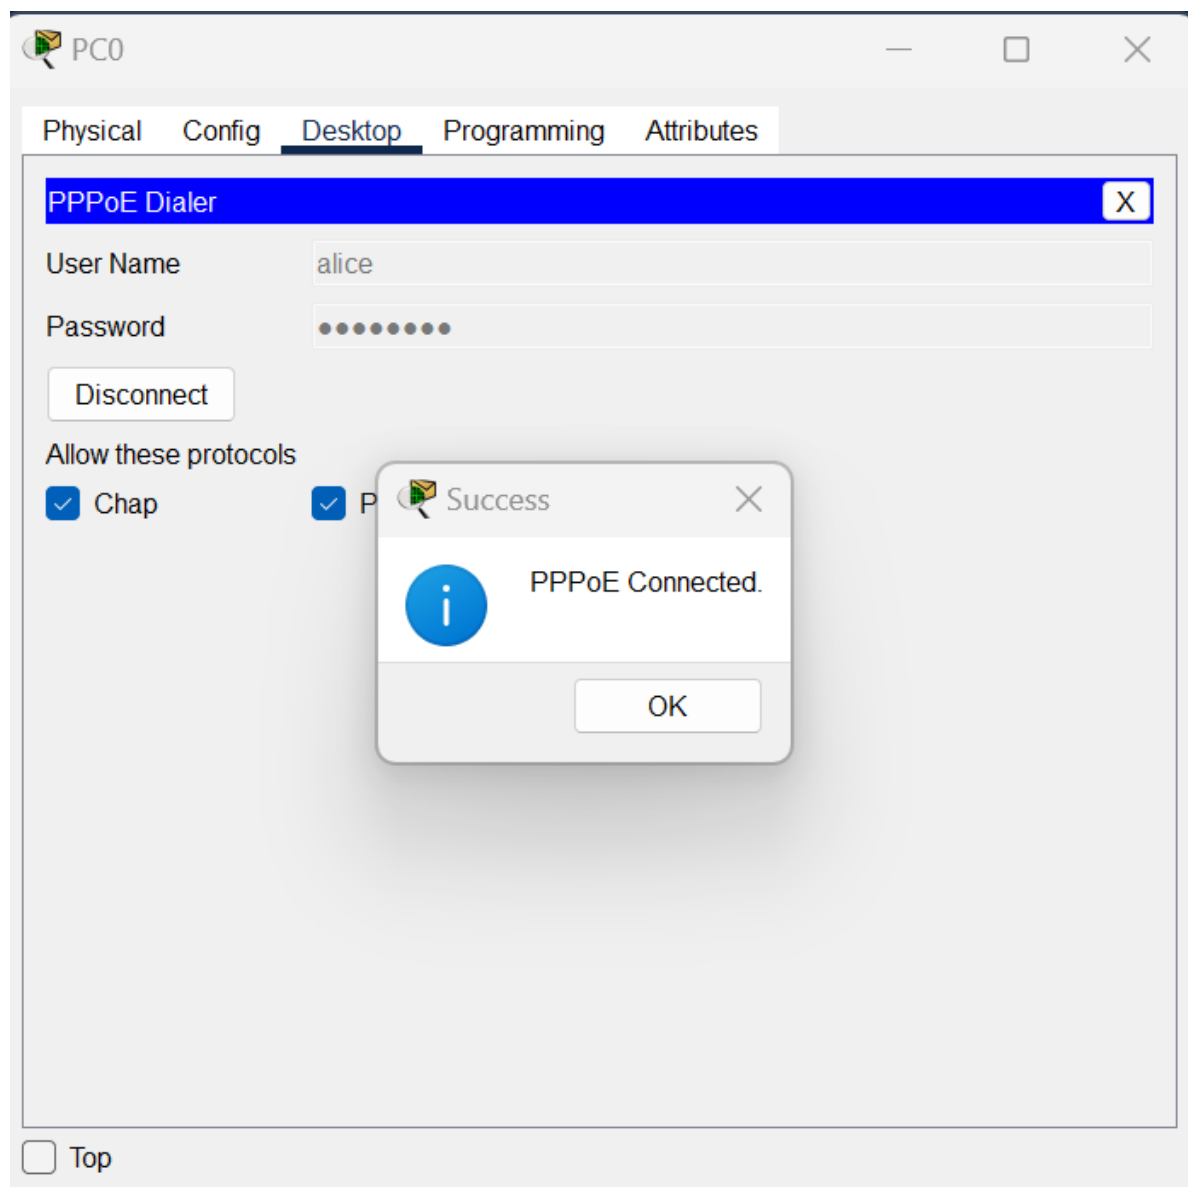 PC0
Physical Config Desktop Programming Attributes
PPPoE Dialer X
User Name alice
Password ●●●●●●●●
Disconnect
Allow these protocols
Chap P
Success
PPPoE Connected.
OK
Top